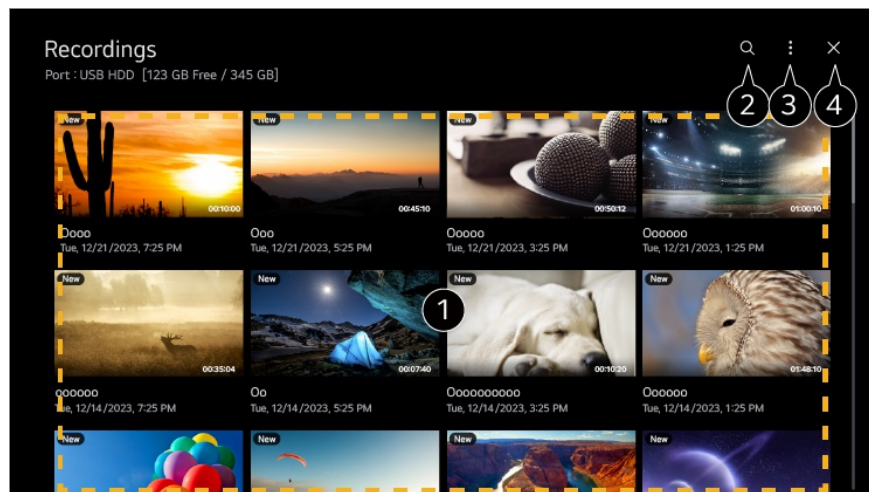 Recordings
Port : USB HDD [123 GB Free / 345 GB]
2 3 4
New New New New
00:10:00 00:45:10 00:50:12 01:00:10
Oooo Ooo Ooooo Oooooo
Tue, 12/21/2023, 7:25 PM Tue, 12/21/2023, 5:25 PM Tue, 12/21/2023, 3:25 PM Tue, 12/21/2023, 1:25 PM
New New New New
1
00:35:04 00:07:40 00:10:20 01:48:10
oooooo Oo Oooooooooo Oooooo
Tue, 12/14/2023, 7:25 PM Tue, 12/14/2023, 5:25 PM Tue, 12/14/2023, 3:25 PM Tue, 12/14/2023, 1:25 PM
New New New New